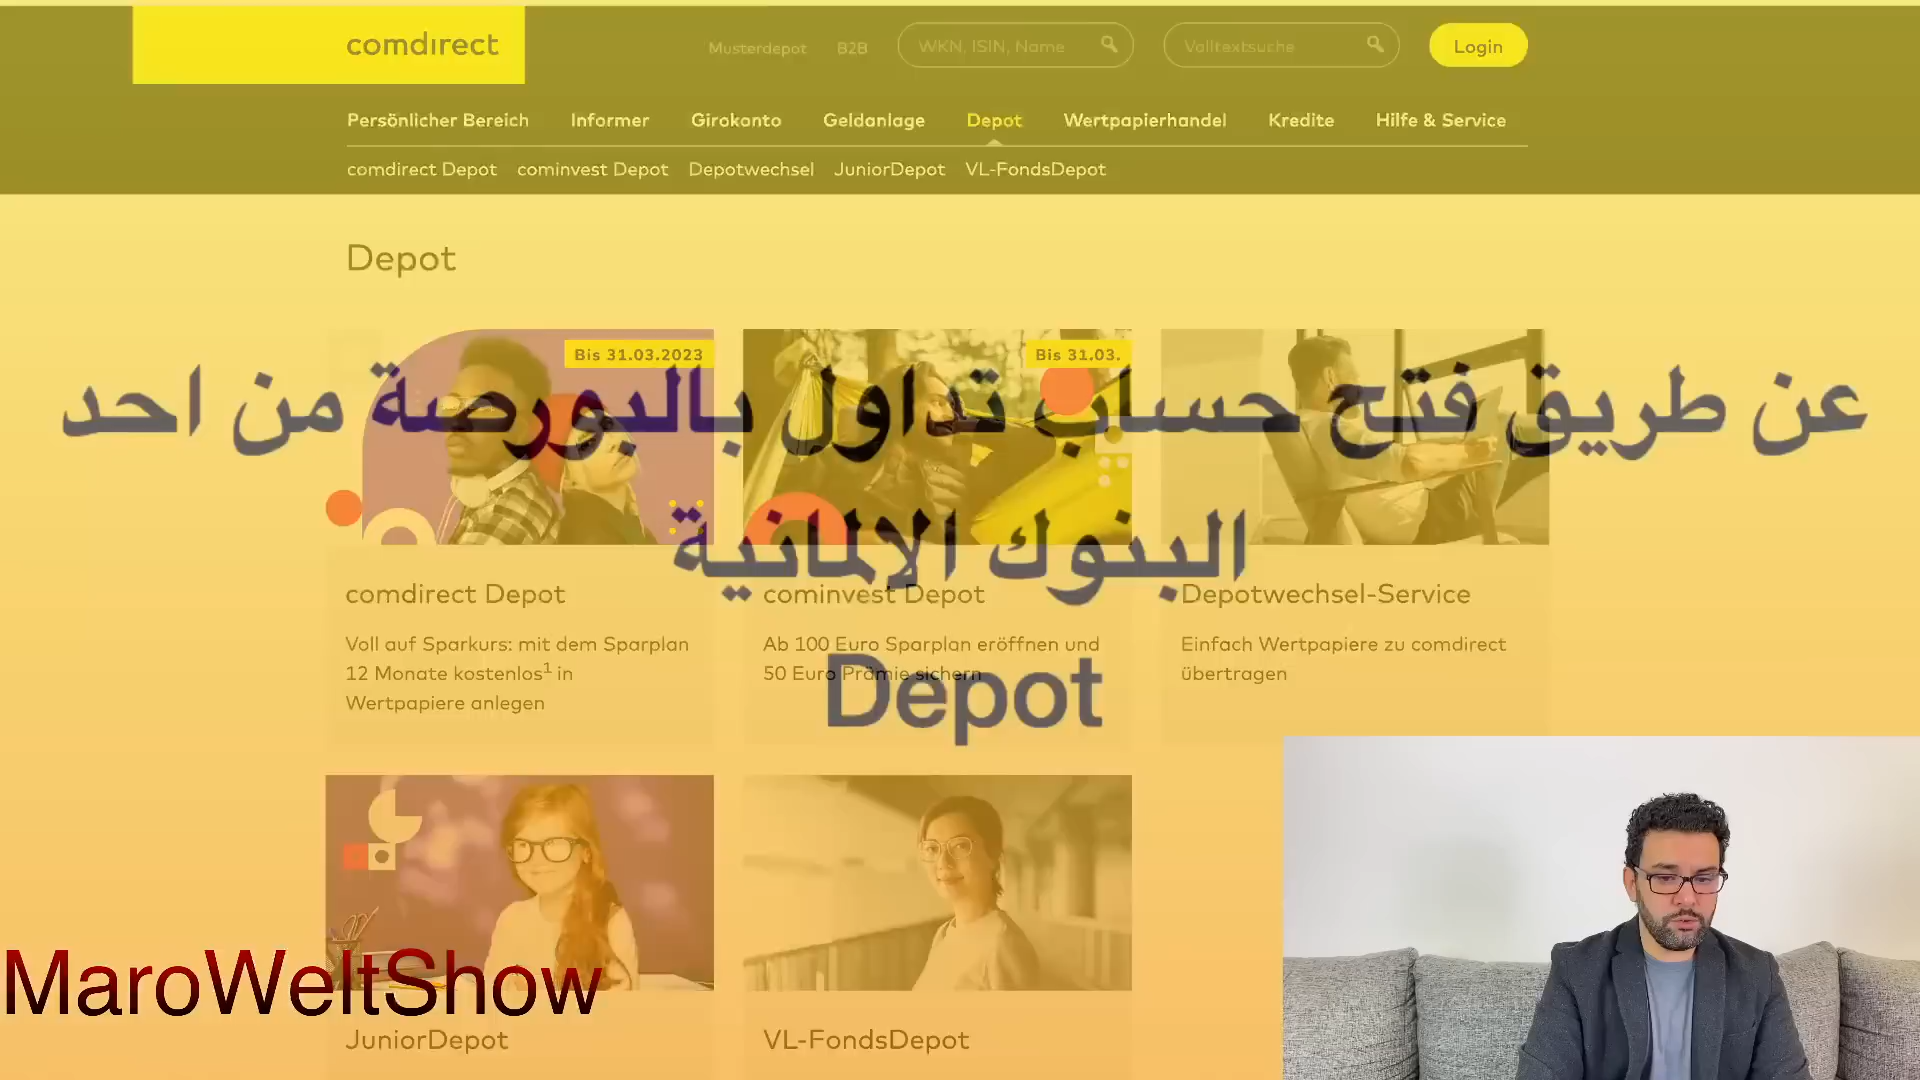 comdirect
Musterdepot
B2B
WKN, ISIN, Name
Volltextsuche
Login
Persönlicher Bereich
Informer
Girokonto
Geldanlage
Depot
Wertpapierhandel
Kredite
Hilfe & Service
comdirect Depot
cominvest Depot
Depotwechsel
JuniorDepot
VL-FondsDepot
Depot
Bis 31.03.2023
Bis 31.03.
عن طريق فتح حساب تداول بالبورصة من احد
البنوك الالمانية
Depot
comdirect Depot
Voll auf Sparkurs: mit dem Sparplan
12 Monate kostenlos¹ in
Wertpapiere anlegen
cominvest Depot
Ab 100 Euro Sparplan eröffnen und
50 Euro Prämie sichern
Depotwechsel-Service
Einfach Wertpapiere zu comdirect
übertragen
MaroWeltShow
JuniorDepot
VL-FondsDepot